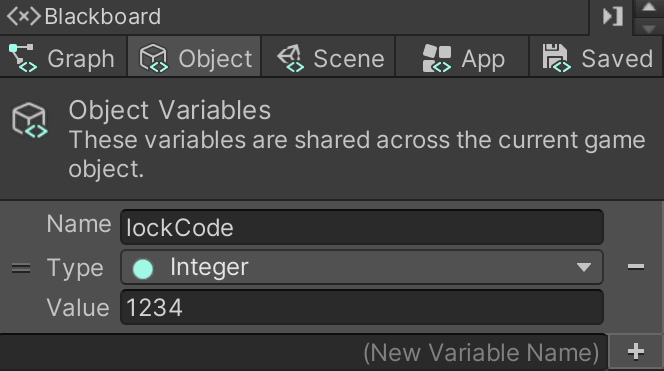 Blackboard
Graph Object Scene App Saved
Object Variables
These variables are shared across the current game
object.
Name lockCode
Type Integer
Value 1234
(New Variable Name)